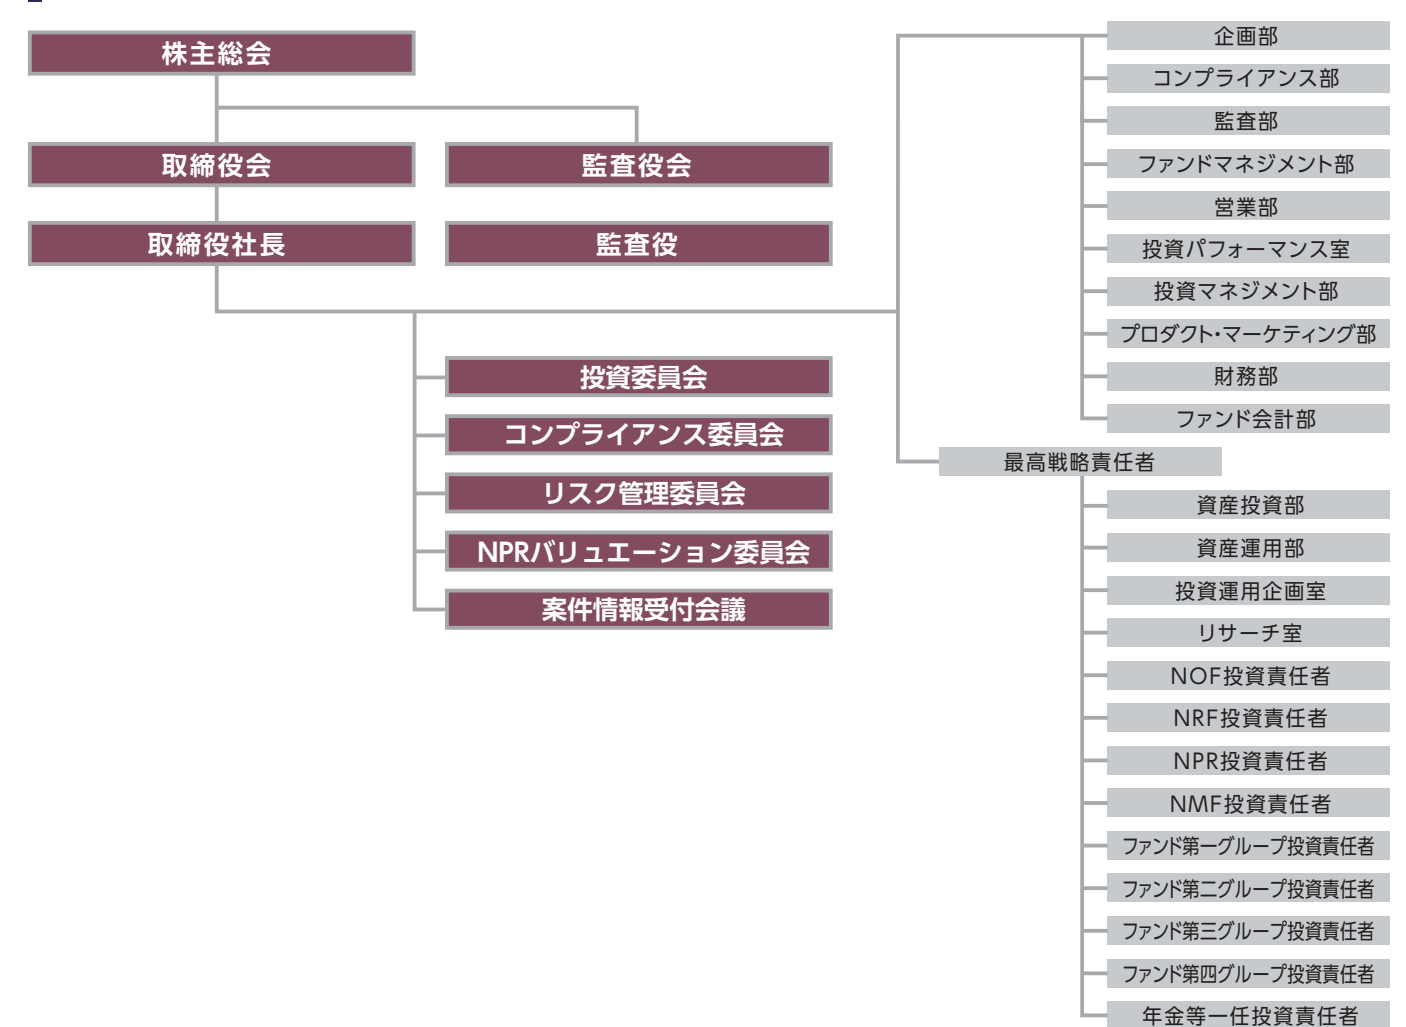 株主総会
取締役会
監査役会
取締役社長
監査役
投資委員会
コンプライアンス委員会
リスク管理委員会
NPRバリュエーション委員会
案件情報受付会議
企画部
コンプライアンス部
監査部
ファンドマネジメント部
営業部
投資パフォーマンス室
投資マネジメント部
プロダクト・マーケティング部
財務部
ファンド会計部
最高戦略責任者
資産投資部
資産運用部
投資運用企画室
リサーチ室
NOF投資責任者
NRF投資責任者
NPR投資責任者
NMF投資責任者
ファンド第一グループ投資責任者
ファンド第二グループ投資責任者
ファンド第三グループ投資責任者
ファンド第四グループ投資責任者
年金等一任投資責任者